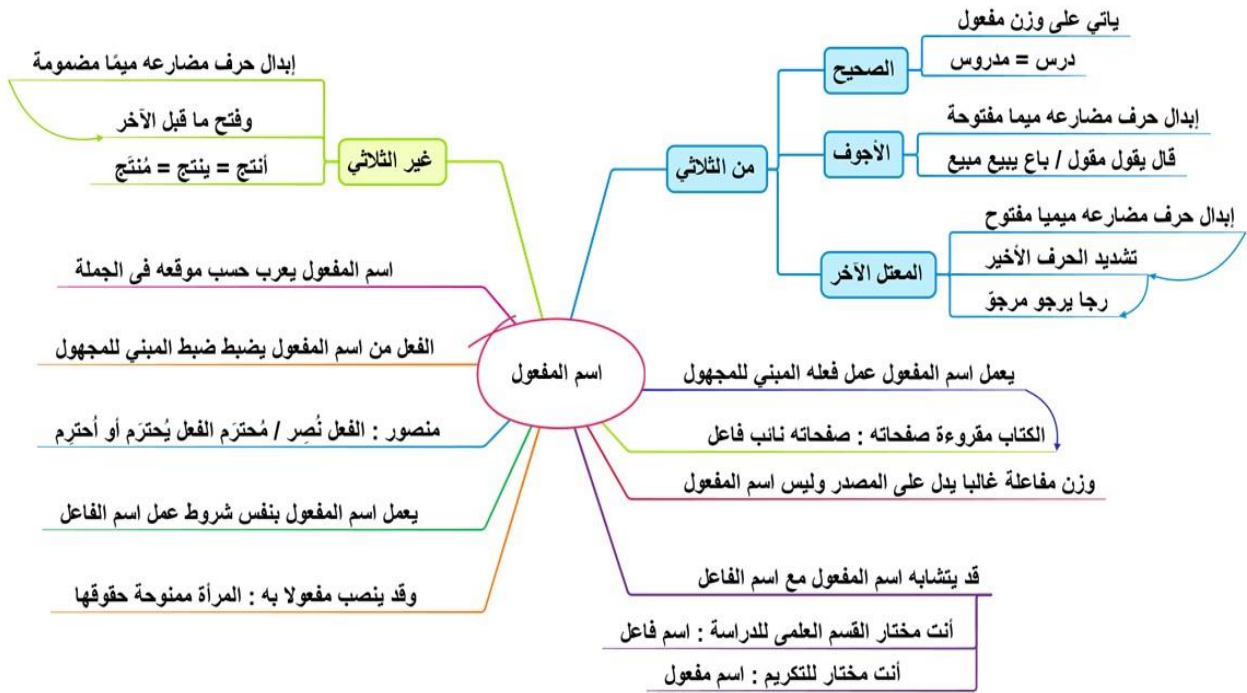 اسم المفعول
من الثلاثي
الصحيح
ياتي على وزن مفعول
درس = مدروس
الأجوف
إبدال حرف مضارعه ميما مفتوحة
قال يقول مقول / باع يبيع مبيع
المعتل الآخر
إبدال حرف مضارعه ميميا مفتوح
تشديد الحرف الأخير
رجا يرجو مرجوّ
يعمل اسم المفعول عمل فعله المبني للمجهول
الكتاب مقروءة صفحاته : صفحاته نائب فاعل
وزن مفاعلة غالبا يدل على المصدر وليس اسم المفعول
قد يتشابه اسم المفعول مع اسم الفاعل
أنت مختار القسم العلمى للدراسة : اسم فاعل
أنت مختار للتكريم : اسم مفعول
غير الثلاثي
إبدال حرف مضارعه ميمًا مضمومة
وفتح ما قبل الآخر
أنتج = ينتج = مُنتَج
اسم المفعول يعرب حسب موقعه فى الجملة
الفعل من اسم المفعول يضبط ضبط المبني للمجهول
منصور : الفعل نُصِر / مُحترَم الفعل يُحترَم أو أُحترِم
يعمل اسم المفعول بنفس شروط عمل اسم الفاعل
وقد ينصب مفعولا به : المرأة ممنوحة حقوقها